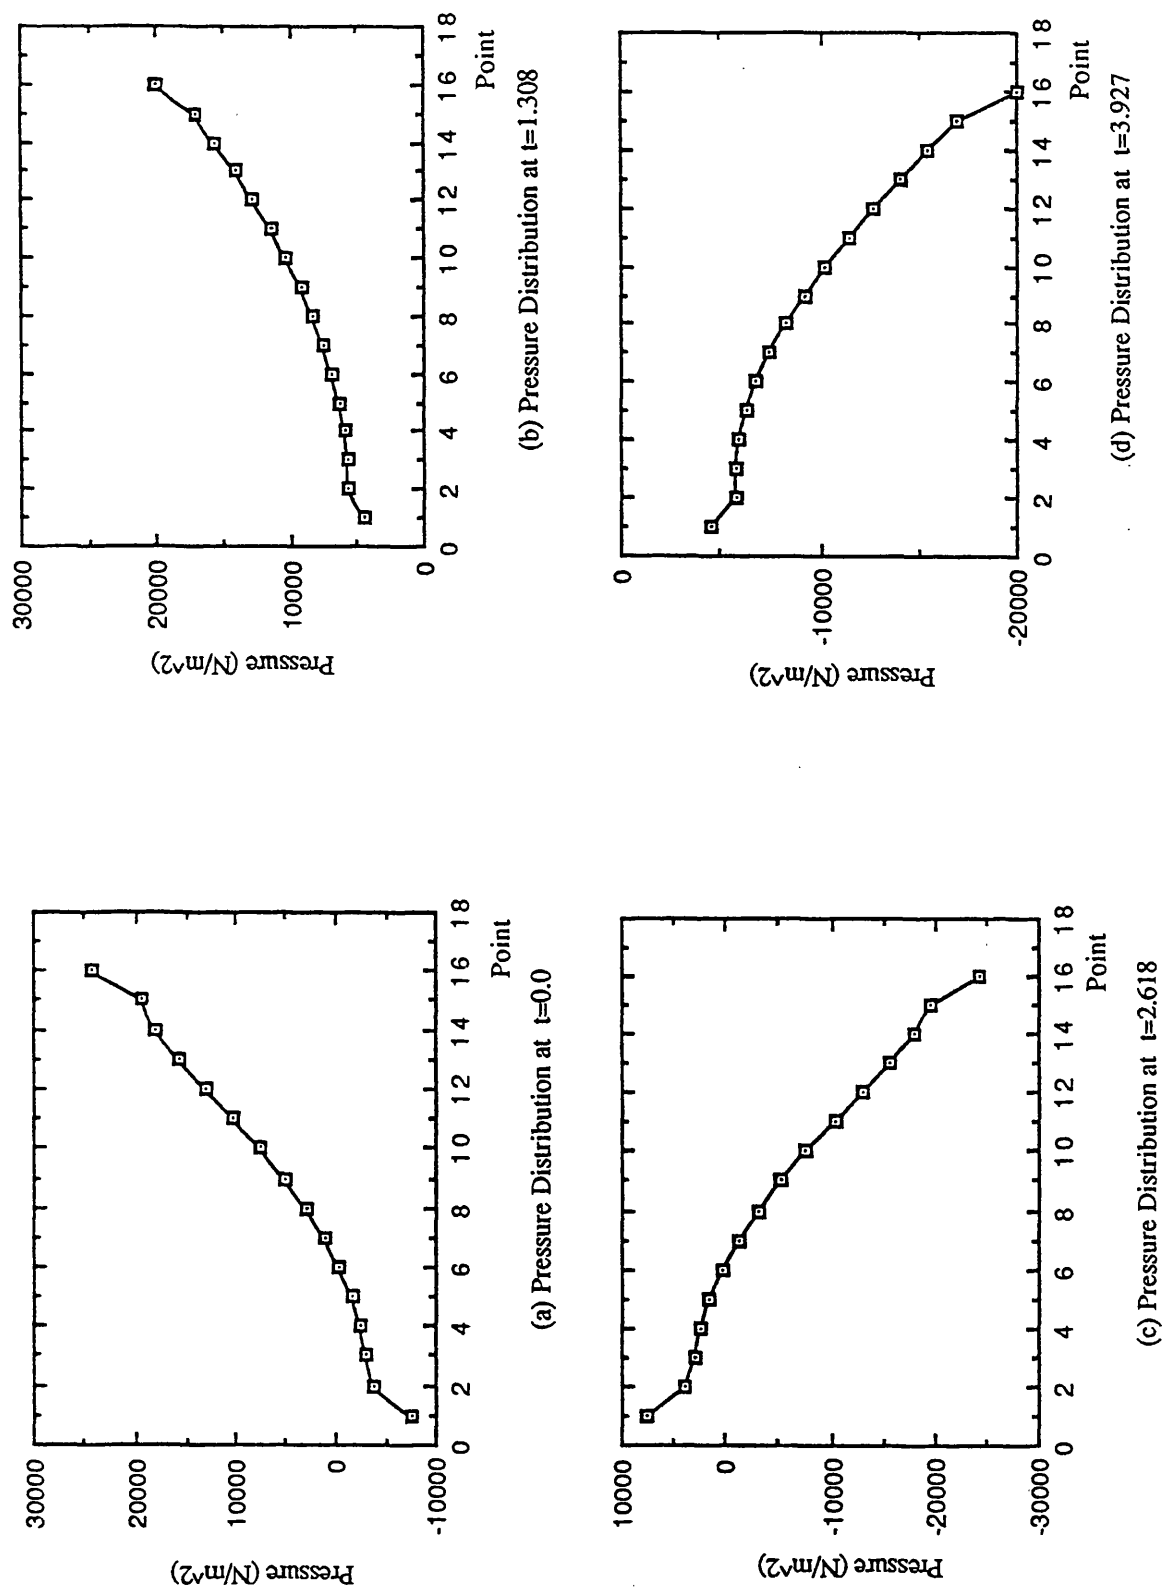 30000
20000
10000
0
-10000
Pressure (N/m^2)
0 2 4 6 8 10 12 14 16 18
Point
(a) Pressure Distribution at t=0.0
30000
20000
10000
0
Pressure (N/m^2)
0 2 4 6 8 10 12 14 16 18
Point
(b) Pressure Distribution at t=1.308
10000
0
-10000
-20000
-30000
Pressure (N/m^2)
0 2 4 6 8 10 12 14 16 18
Point
(c) Pressure Distribution at t=2.618
0
-10000
-20000
Pressure (N/m^2)
0 2 4 6 8 10 12 14 16 18
Point
(d) Pressure Distribution at t=3.927